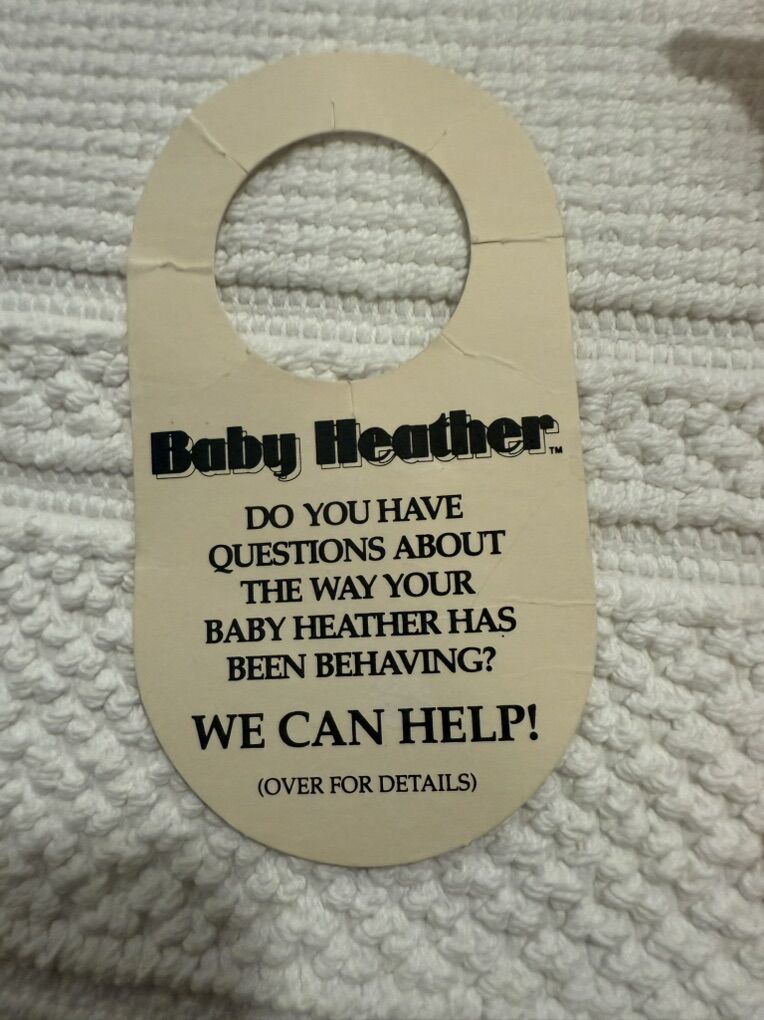 Baby Heather™
DO YOU HAVE
QUESTIONS ABOUT
THE WAY YOUR
BABY HEATHER HAS
BEEN BEHAVING?
WE CAN HELP!
(OVER FOR DETAILS)